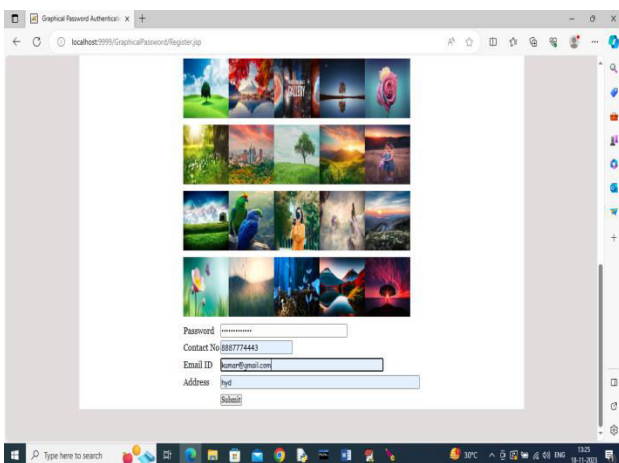 Graphical Password Authenticati
localhost:9999/GraphicalPassword/Register.jsp
GALLERY
Password •••••••••••••
Contact No 8887774443
Email ID kumar@gmail.com
Address hyd
Submit
Type here to search
30°C
ENG
13:25
18-11-2023